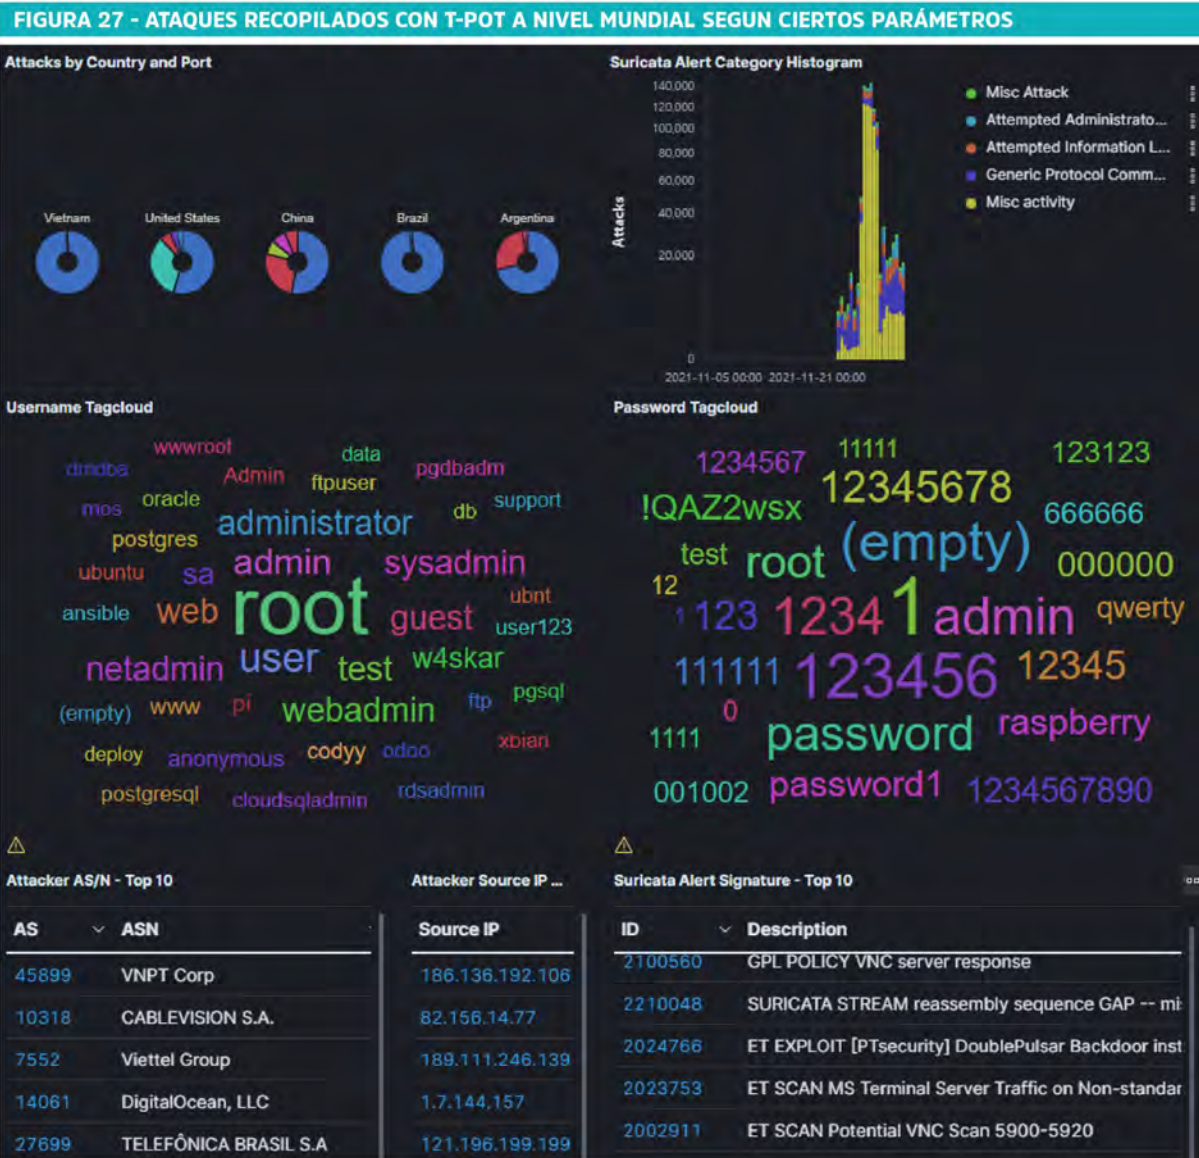 FIGURA 27 - ATAQUES RECOPILADOS CON T-POT A NIVEL MUNDIAL SEGUN CIERTOS PARÁMETROS
Attacks by Country and Port
Vietnam
United States
China
Brazil
Argentina
Suricata Alert Category Histogram
140,000
120,000
100,000
80,000
60,000
40,000
20,000
0
Attacks
2021-11-05 00:00 2021-11-21 00:00
Misc Attack
Attempted Administrato...
Attempted Information L...
Generic Protocol Comm...
Misc activity
Username Tagcloud
wwwroot
data
dmdba
Admin
pgdbadm
ftpuser
mos
oracle
db
support
administrator
postgres
admin
sysadmin
ubuntu
sa
ubnt
ansible
web
root
guest
user123
netadmin
user
test
w4skar
(empty)
www
pi
webadmin
ftp
pgsql
deploy
anonymous
codyy
odoo
xbian
postgresql
cloudsqladmin
rdsadmin
Password Tagcloud
1234567
11111
123123
12345678
!QAZ2wsx
666666
test
root
(empty)
000000
12
1
123
1234
1
admin
qwerty
111111
123456
12345
0
1111
password
raspberry
001002
password1
1234567890
Attacker AS/N - Top 10
AS ASN
45899 VNPT Corp
10318 CABLEVISION S.A.
7552 Viettel Group
14061 DigitalOcean, LLC
27699 TELEFÔNICA BRASIL S.A
Attacker Source IP ...
Source IP
186.136.192.106
82.156.14.77
189.111.246.139
1.7.144.157
121.196.199.199
Suricata Alert Signature - Top 10
ID Description
2100560 GPL POLICY VNC server response
2210048 SURICATA STREAM reassembly sequence GAP -- mi
2024766 ET EXPLOIT [PTsecurity] DoublePulsar Backdoor inst
2023753 ET SCAN MS Terminal Server Traffic on Non-standar
2002911 ET SCAN Potential VNC Scan 5900-5920